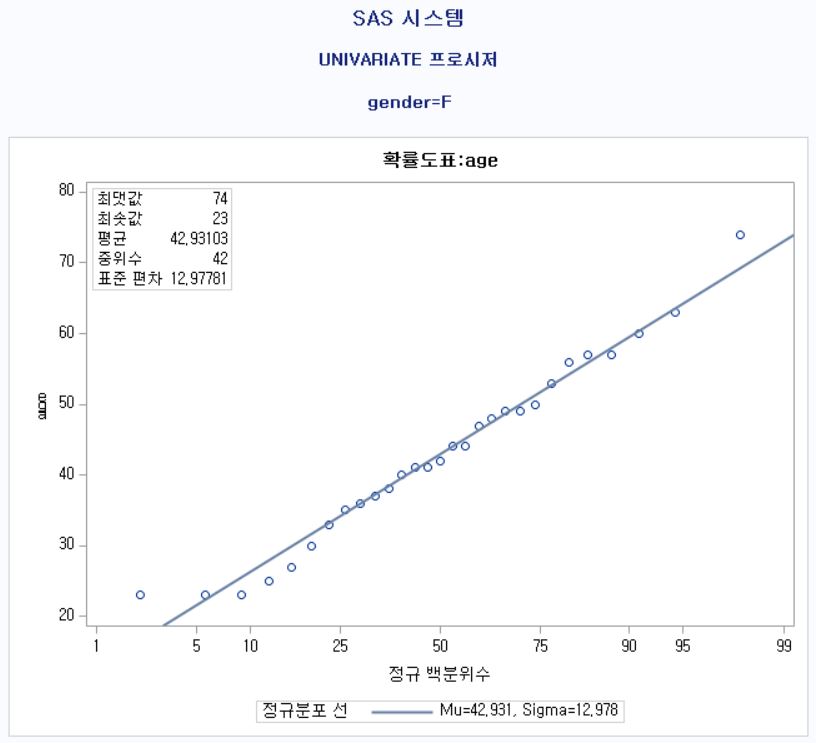 SAS 시스템
UNIVARIATE 프로시저
gender=F
확률도표:age
최댓값 74
최솟값 23
평균 42,93103
중위수 42
표준 편차 12,97781
80
70
60
50
40
30
20
age
1 5 10 25 50 75 90 95 99
정규 백분위수
정규분포 선 Mu=42,931, Sigma=12,978